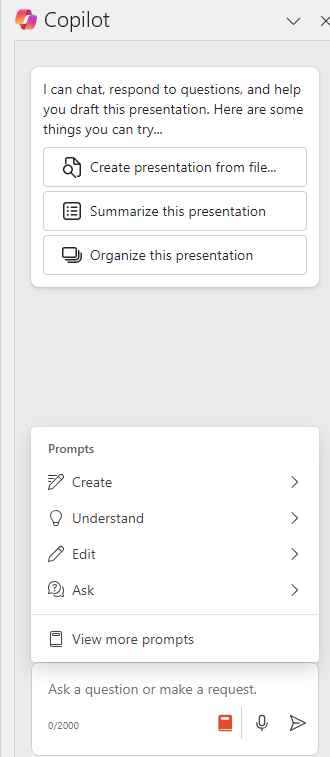 Copilot
I can chat, respond to questions, and help
you draft this presentation. Here are some
things you can try...
Create presentation from file...
Summarize this presentation
Organize this presentation
Prompts
Create
Understand
Edit
Ask
View more prompts
Ask a question or make a request.
0/2000